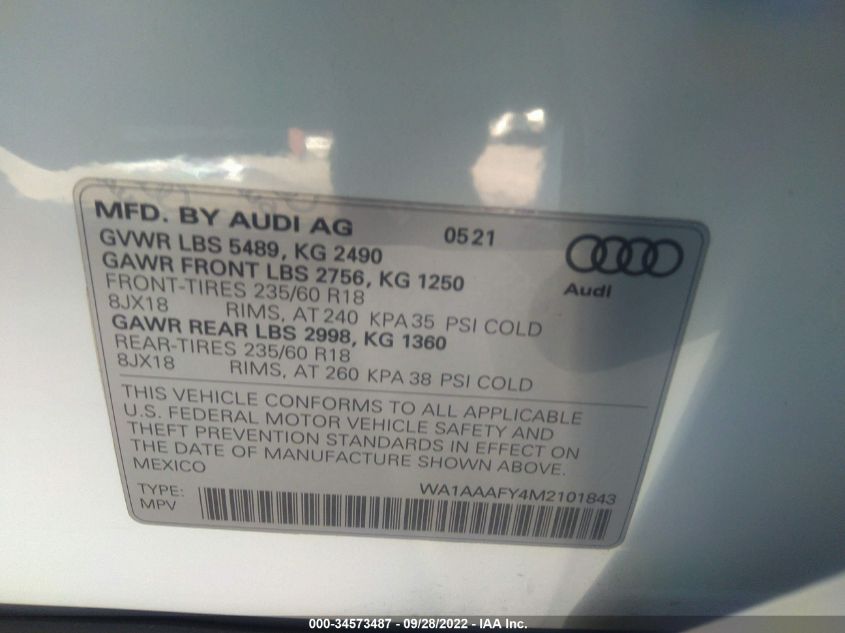 MFD. BY AUDI AG 0521
GVWR LBS 5489, KG 2490
GAWR FRONT LBS 2756, KG 1250
FRONT-TIRES 235/60 R18
8JX18 RIMS, AT 240 KPA 35 PSI COLD
GAWR REAR LBS 2998, KG 1360
REAR-TIRES 235/60 R18
8JX18 RIMS, AT 260 KPA 38 PSI COLD
Audi
THIS VEHICLE CONFORMS TO ALL APPLICABLE
U.S. FEDERAL MOTOR VEHICLE SAFETY AND
THEFT PREVENTION STANDARDS IN EFFECT ON
THE DATE OF MANUFACTURE SHOWN ABOVE.
MEXICO
WA1AAAFY4M2101843
TYPE:
MPV
000-34573487 - 09/28/2022 - IAA Inc.